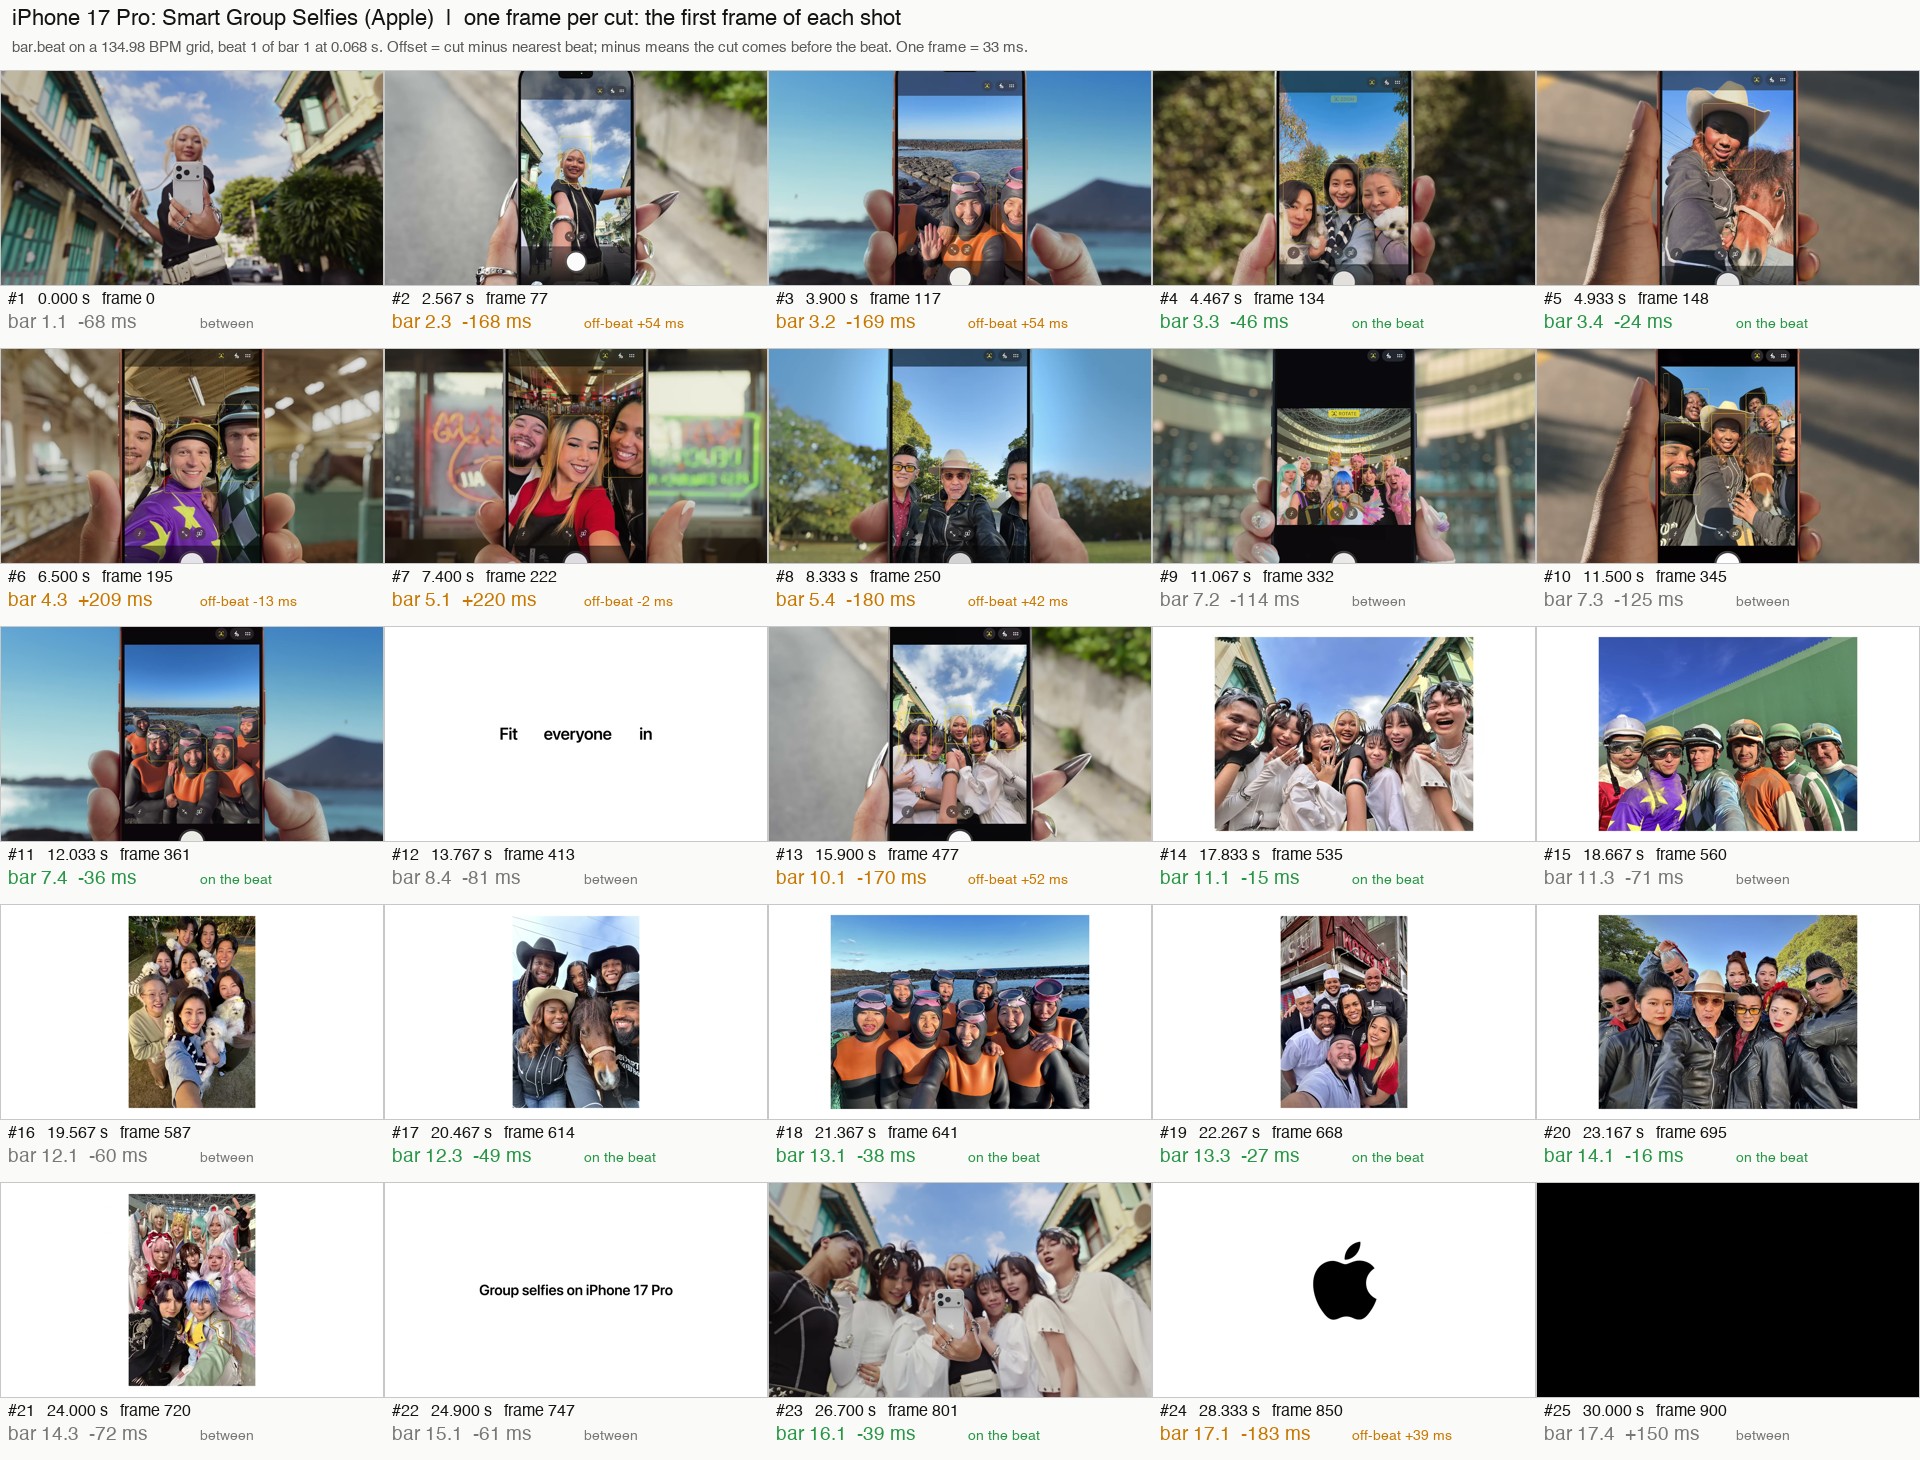 iPhone 17 Pro: Smart Group Selfies (Apple) | one frame per cut: the first frame of each shot
bar.beat on a 134.98 BPM grid, beat 1 of bar 1 at 0.068 s. Offset = cut minus nearest beat; minus means the cut comes before the beat. One frame = 33 ms.
#1 0.000 s frame 0
bar 1.1 -68 ms between
#2 2.567 s frame 77
bar 2.3 -168 ms off-beat +54 ms
#3 3.900 s frame 117
bar 3.2 -169 ms off-beat +54 ms
#4 4.467 s frame 134
bar 3.3 -46 ms on the beat
#5 4.933 s frame 148
bar 3.4 -24 ms on the beat
#6 6.500 s frame 195
bar 4.3 +209 ms off-beat -13 ms
#7 7.400 s frame 222
bar 5.1 +220 ms off-beat -2 ms
#8 8.333 s frame 250
bar 5.4 -180 ms off-beat +42 ms
ROTATE
#9 11.067 s frame 332
bar 7.2 -114 ms between
#10 11.500 s frame 345
bar 7.3 -125 ms between
#11 12.033 s frame 361
bar 7.4 -36 ms on the beat
Fit everyone in
#12 13.767 s frame 413
bar 8.4 -81 ms between
#13 15.900 s frame 477
bar 10.1 -170 ms off-beat +52 ms
#14 17.833 s frame 535
bar 11.1 -15 ms on the beat
#15 18.667 s frame 560
bar 11.3 -71 ms between
#16 19.567 s frame 587
bar 12.1 -60 ms between
#17 20.467 s frame 614
bar 12.3 -49 ms on the beat
#18 21.367 s frame 641
bar 13.1 -38 ms on the beat
#19 22.267 s frame 668
bar 13.3 -27 ms on the beat
#20 23.167 s frame 695
bar 14.1 -16 ms on the beat
#21 24.000 s frame 720
bar 14.3 -72 ms between
Group selfies on iPhone 17 Pro
#22 24.900 s frame 747
bar 15.1 -61 ms between
#23 26.700 s frame 801
bar 16.1 -39 ms on the beat
#24 28.333 s frame 850
bar 17.1 -183 ms off-beat +39 ms
#25 30.000 s frame 900
bar 17.4 +150 ms between